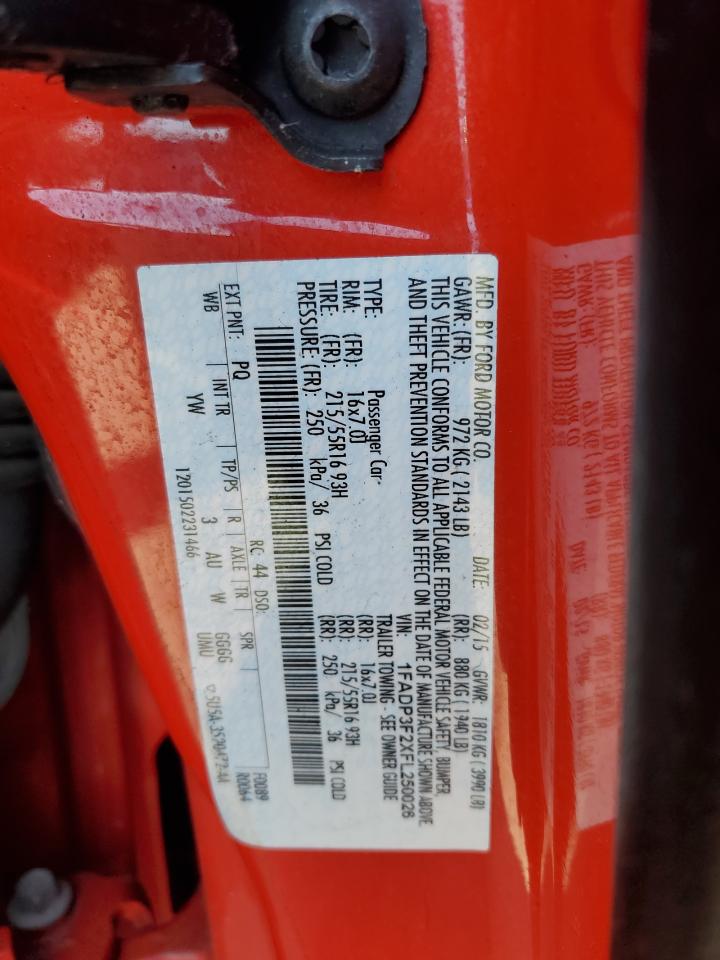 MFD. BY FORD MOTOR CO. DATE: 02/15 GVWR: 1810 KG ( 3990 LB)
GAWR: (FR): 972 KG ( 2143 LB) (RR): 880 KG ( 1940 LB)
THIS VEHICLE CONFORMS TO ALL APPLICABLE FEDERAL MOTOR VEHICLE SAFETY, BUMPER,
AND THEFT PREVENTION STANDARDS IN EFFECT ON THE DATE OF MANUFACTURE SHOWN ABOVE
VIN: 1FADP3F2XFL250028
TYPE: Passenger Car- TRAILER TOWING - SEE OWNER GUIDE
RIM: (FR): 16x7.0J (RR): 16x7.0J
TIRE: (FR): 215/55R16 93H (RR): 215/55R16 93H
PRESSURE: (FR): 250 kPa/ 36 PSI COLD (RR): 250 kPa/ 36 PSI COLD
RC: 44 DSO: F0089
EXT PNT: PQ R0064
WB INT TR TP/PS R AXLE TR SPR
YW 3 AU W GGGG
UMU
1201502231466